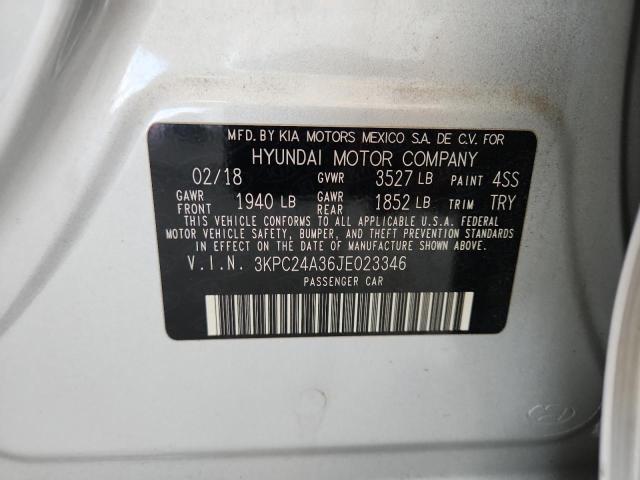 MFD. BY KIA MOTORS MEXICO S.A. DE C.V. FOR
HYUNDAI MOTOR COMPANY
02/18 GVWR 3527 LB PAINT 4SS
GAWR FRONT 1940 LB GAWR REAR 1852 LB TRIM TRY
THIS VEHICLE CONFORMS TO ALL APPLICABLE U.S.A. FEDERAL
MOTOR VEHICLE SAFETY, BUMPER, AND THEFT PREVENTION STANDARDS
IN EFFECT ON THE DATE OF MANUFACTURE SHOWN ABOVE.
V.I.N. 3KPC24A36JE023346
PASSENGER CAR